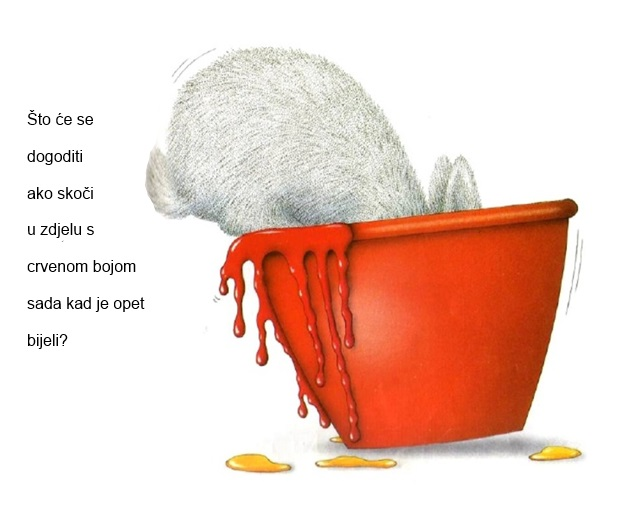 Što će se
dogoditi
ako skoči
u zdjelu s
crvenom bojom
sada kad je opet
bijeli?